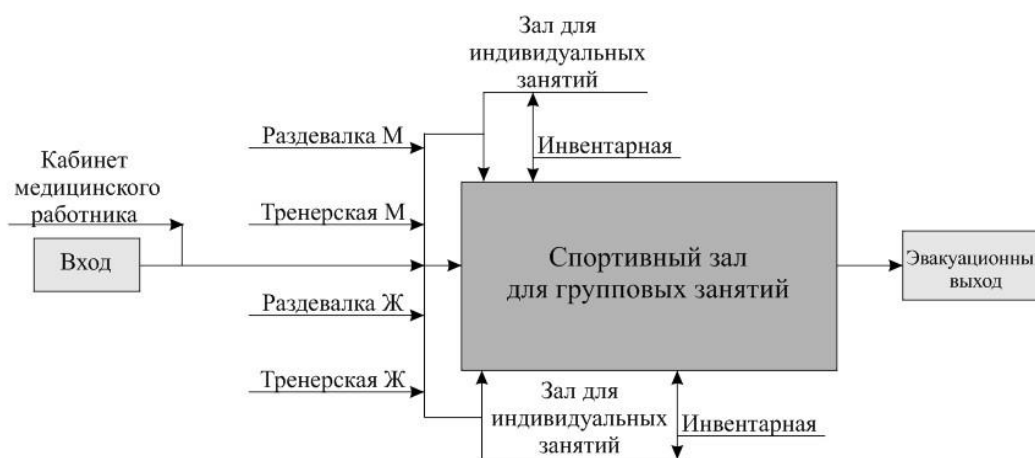 Зал для
индивидуальных
занятий
Раздевалка М
Инвентарная
Кабинет
медицинского
работника
Тренерская М
Вход
Спортивный зал
для групповых занятий
Эвакуационны
выход
Раздевалка Ж
Тренерская Ж
Зал для
индивидуальных
занятий
Инвентарная